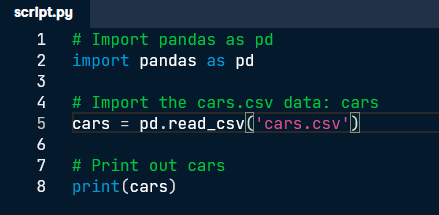 script.py
1 # Import pandas as pd
2 import pandas as pd
3
4 # Import the cars.csv data: cars
5 cars = pd.read_csv('cars.csv')
6
7 # Print out cars
8 print(cars)